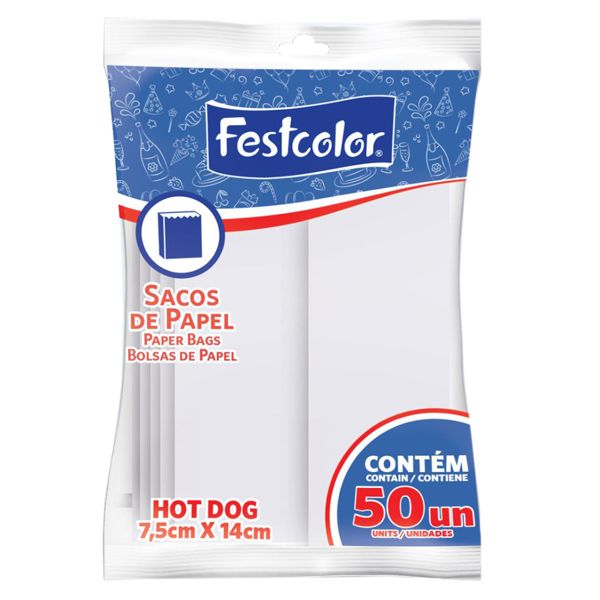 Festcolor®
SACOS
DE PAPEL
PAPER BAGS
BOLSAS DE PAPEL
HOT DOG
7,5cm X 14cm
CONTÉM
CONTAIN / CONTIENE
50 un
UNITS / UNIDADES